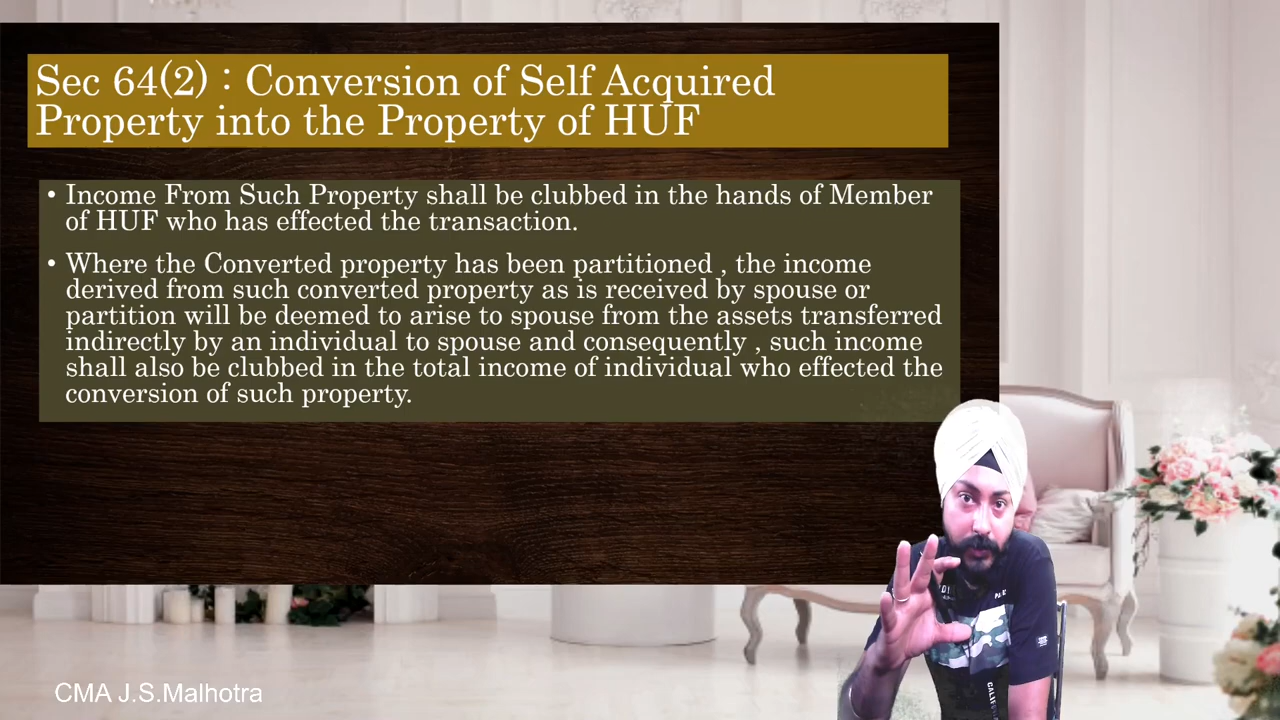 Sec 64(2) : Conversion of Self Acquired
Property into the Property of HUF
• Income From Such Property shall be clubbed in the hands of Member
of HUF who has effected the transaction.
• Where the Converted property has been partitioned , the income
derived from such converted property as is received by spouse or
partition will be deemed to arise to spouse from the assets transferred
indirectly by an individual to spouse and consequently , such income
shall also be clubbed in the total income of individual who effected the
conversion of such property.
CMA J.S.Malhotra